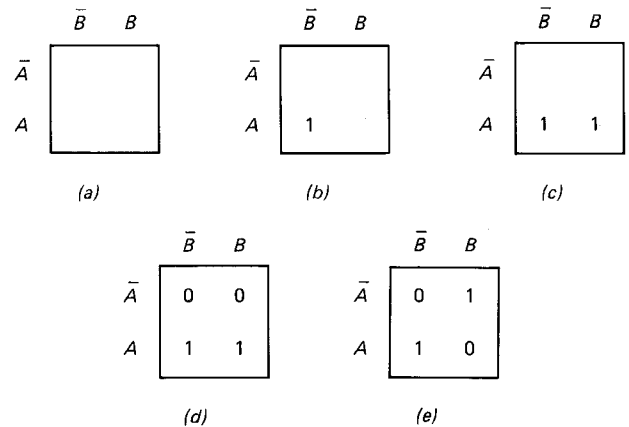 B̅ B B̅ B B̅ B
A̅ A̅ A̅
A A 1 A 1 1
(a) (b) (c)
B̅ B B̅ B
A̅ 0 0 A̅ 0 1
A 1 1 A 1 0
(d) (e)